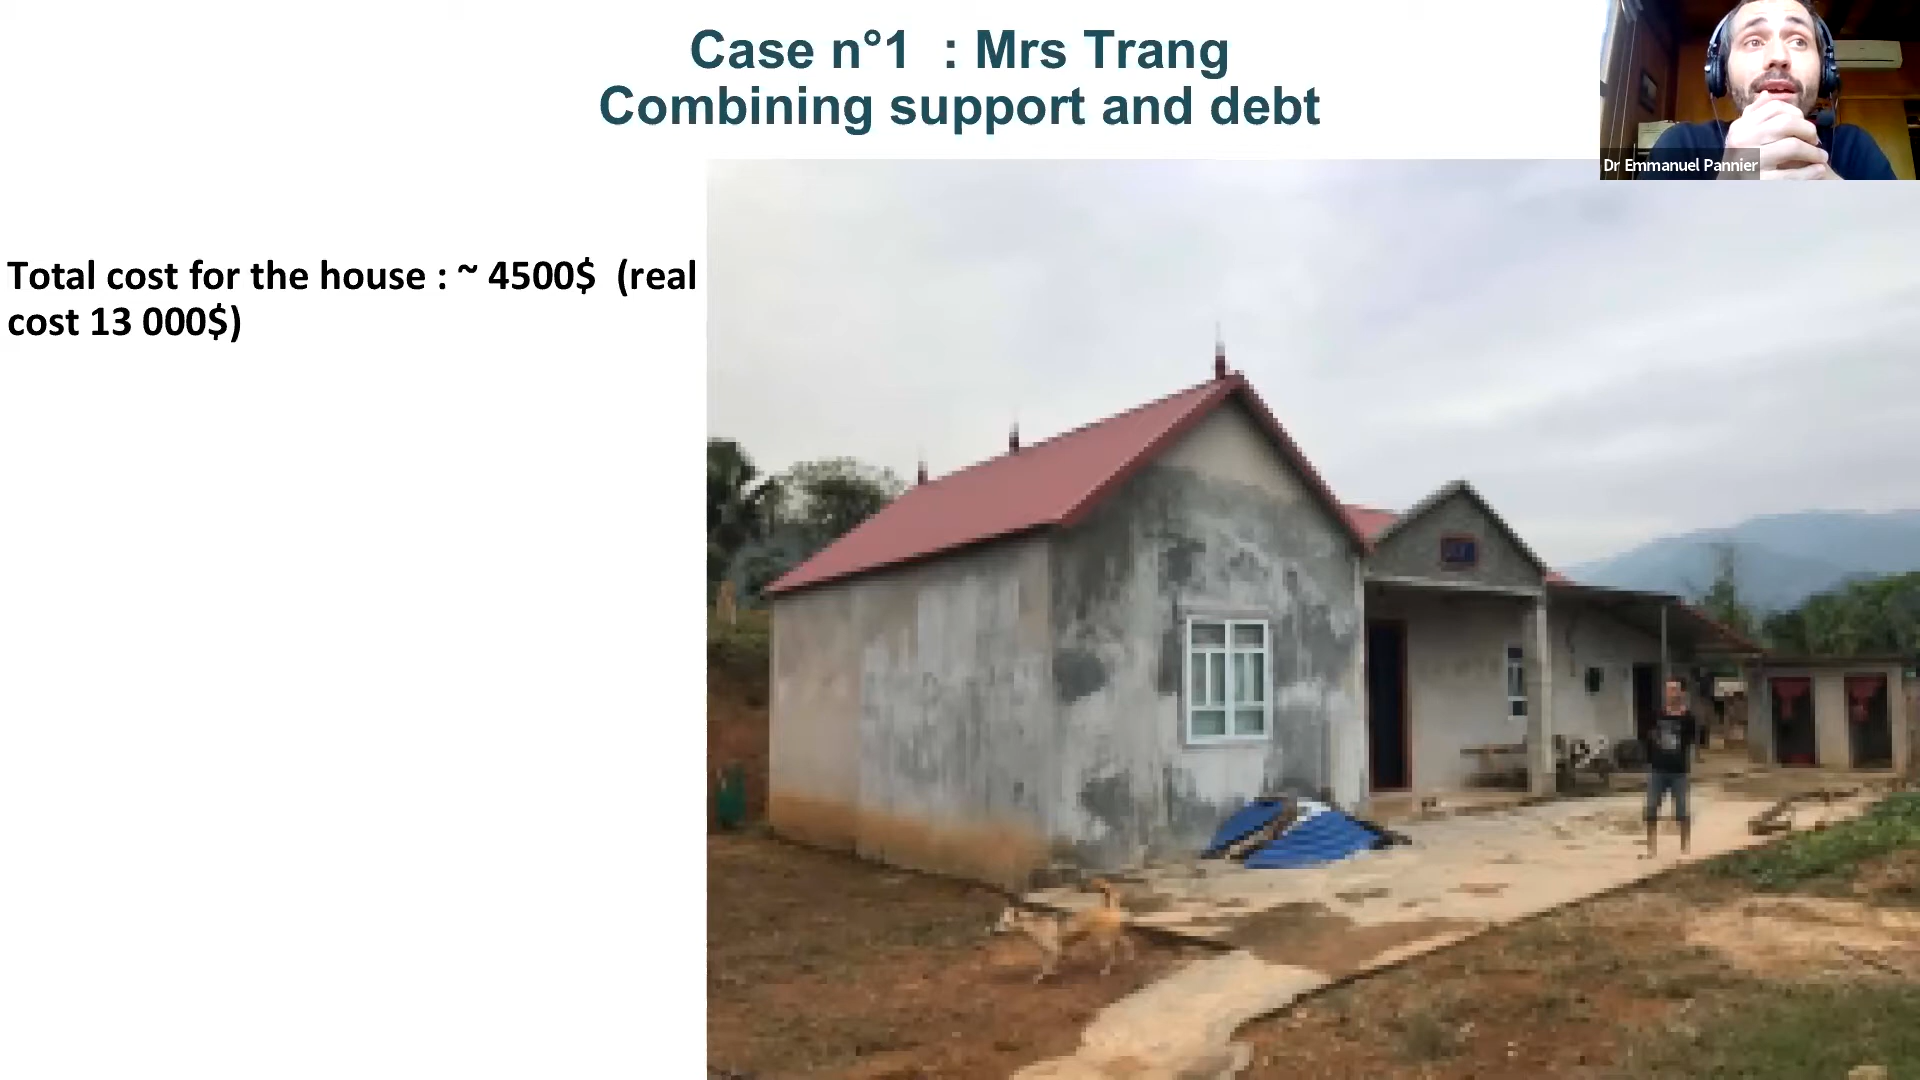 Case n°1  : Mrs Trang
Combining support and debt
Dr Emmanuel Pannier
Total cost for the house : ~ 4500$  (real
cost 13 000$)